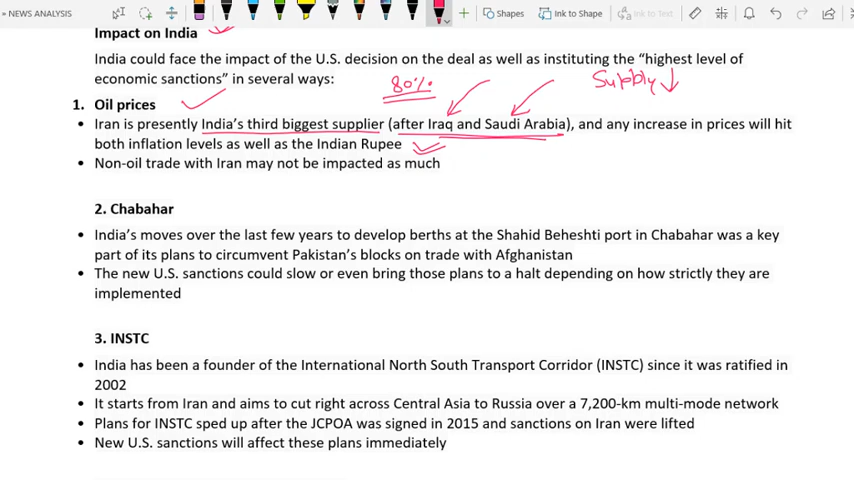 » NEWS ANALYSIS
Shapes
Ink to Shape
Ink to Text
Impact on India
India could face the impact of the U.S. decision on the deal as well as instituting the “highest level of
economic sanctions” in several ways:
80%
Supply ↓
1. Oil prices
• Iran is presently India’s third biggest supplier (after Iraq and Saudi Arabia), and any increase in prices will hit
both inflation levels as well as the Indian Rupee
• Non-oil trade with Iran may not be impacted as much
2. Chabahar
• India’s moves over the last few years to develop berths at the Shahid Beheshti port in Chabahar was a key
part of its plans to circumvent Pakistan’s blocks on trade with Afghanistan
• The new U.S. sanctions could slow or even bring those plans to a halt depending on how strictly they are
implemented
3. INSTC
• India has been a founder of the International North South Transport Corridor (INSTC) since it was ratified in
2002
• It starts from Iran and aims to cut right across Central Asia to Russia over a 7,200-km multi-mode network
• Plans for INSTC sped up after the JCPOA was signed in 2015 and sanctions on Iran were lifted
• New U.S. sanctions will affect these plans immediately